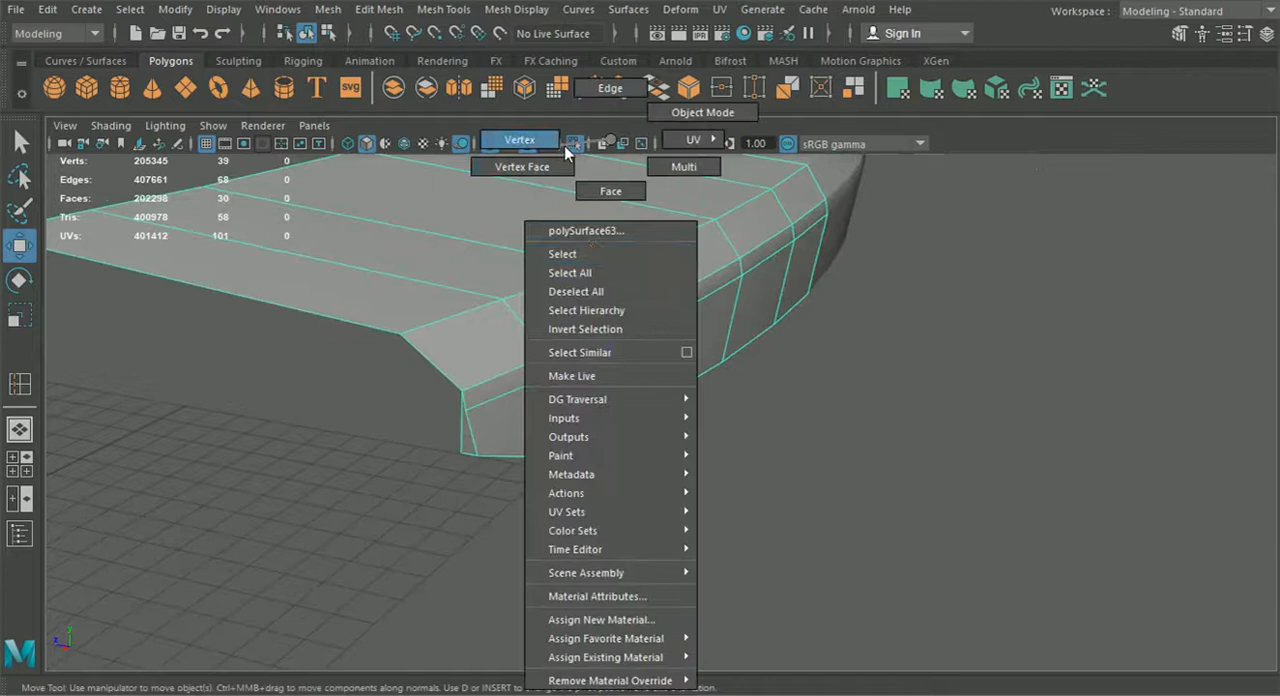 File Edit Create Select Modify Display Windows Mesh Edit Mesh Mesh Tools Mesh Display Curves Surfaces Deform UV Generate Cache Arnold Help Workspace : Modeling - Standard
Modeling No Live Surface Sign In
Curves / Surfaces Polygons Sculpting Rigging Animation Rendering FX FX Caching Custom Arnold Bifrost MASH Motion Graphics XGen
T SVG Edge
Object Mode
View Shading Lighting Show Renderer Panels
Vertex UV 1.00 sRGB gamma
Vertex Face Multi
Face
Verts: 205345 39 0
Edges: 407661 68 0
Faces: 202298 30 0
Tris: 400978 58 0
UVs: 401412 101 0
polySurface63...
Select
Select All
Deselect All
Select Hierarchy
Invert Selection
Select Similar
Make Live
DG Traversal
Inputs
Outputs
Paint
Metadata
Actions
UV Sets
Color Sets
Time Editor
Scene Assembly
Material Attributes...
Assign New Material...
Assign Favorite Material
Assign Existing Material
Remove Material Override
y
z
M
Move Tool: Use manipulator to move object(s). Ctrl+MMB+drag to move components along normals. Use D or INSERT to